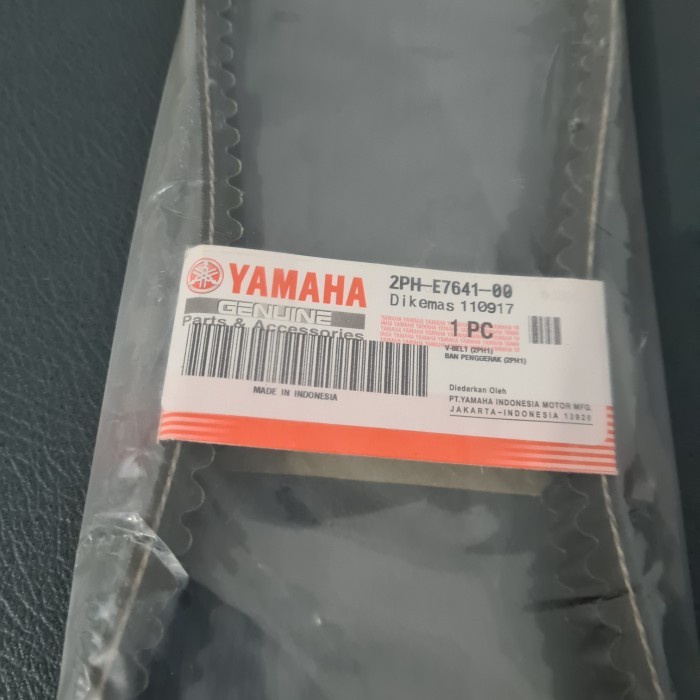 YAMAHA
GENUINE
Parts & Accessories
MADE IN INDONESIA
2PH-E7641-00
Dikemas 110917
1 PC
V-BELT (2PH1)
BAN PENGGERAK (2PH1)
Diedarkan Oleh
PT.YAMAHA INDONESIA MOTOR MFG.
JAKARTA-INDONESIA 13920